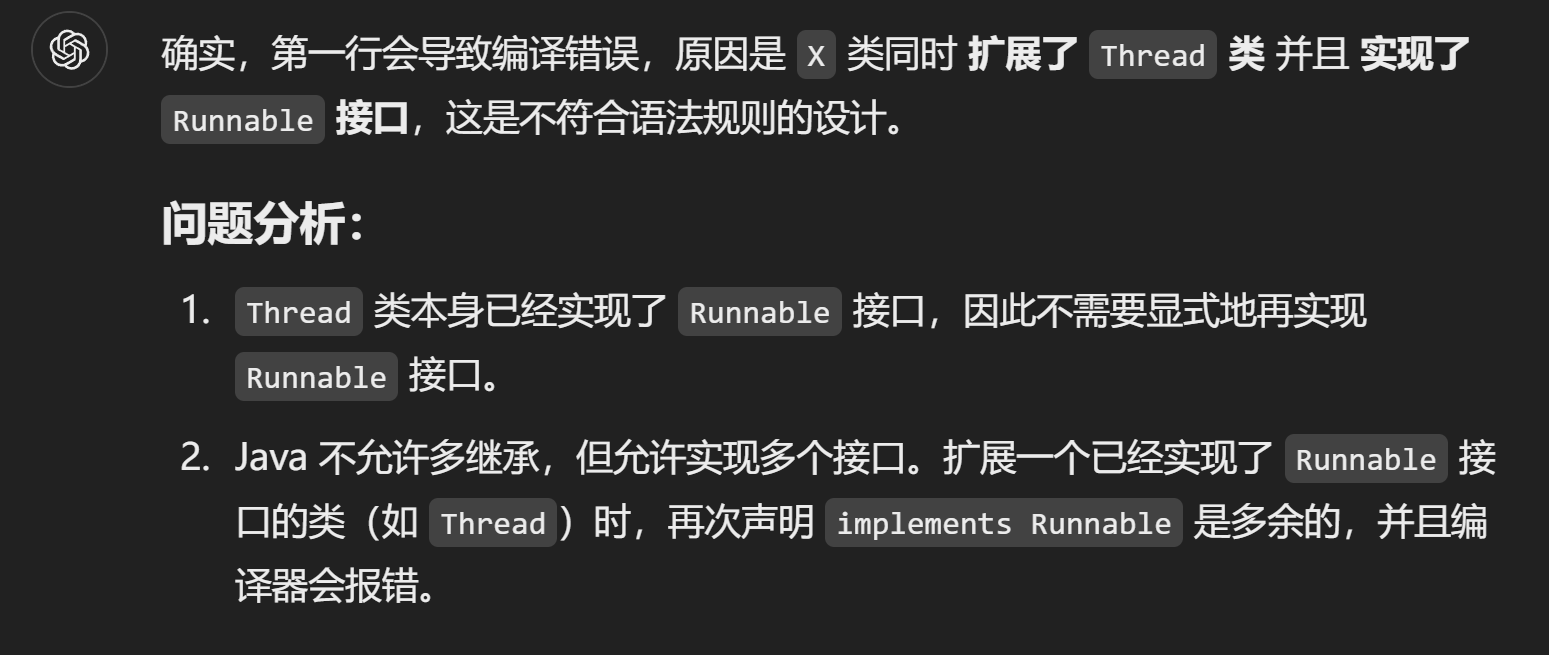 确实，第一行会导致编译错误，原因是 X 类同时 扩展了 Thread 类 并且 实现了
Runnable 接口，这是不符合语法规则的设计。
问题分析：
1. Thread 类本身已经实现了 Runnable 接口，因此不需要显式地再实现
Runnable 接口。
2. Java 不允许多继承，但允许实现多个接口。扩展一个已经实现了 Runnable 接
口的类（如 Thread）时，再次声明 implements Runnable 是多余的，并且编
译器会报错。